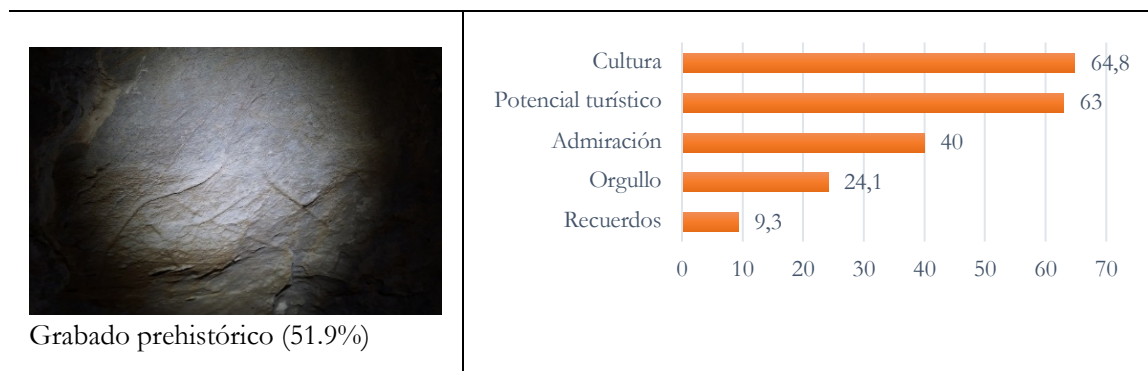 Grabado prehistórico (51.9%)
Cultura 64,8
Potencial turístico 63
Admiración 40
Orgullo 24,1
Recuerdos 9,3
0 10 20 30 40 50 60 70